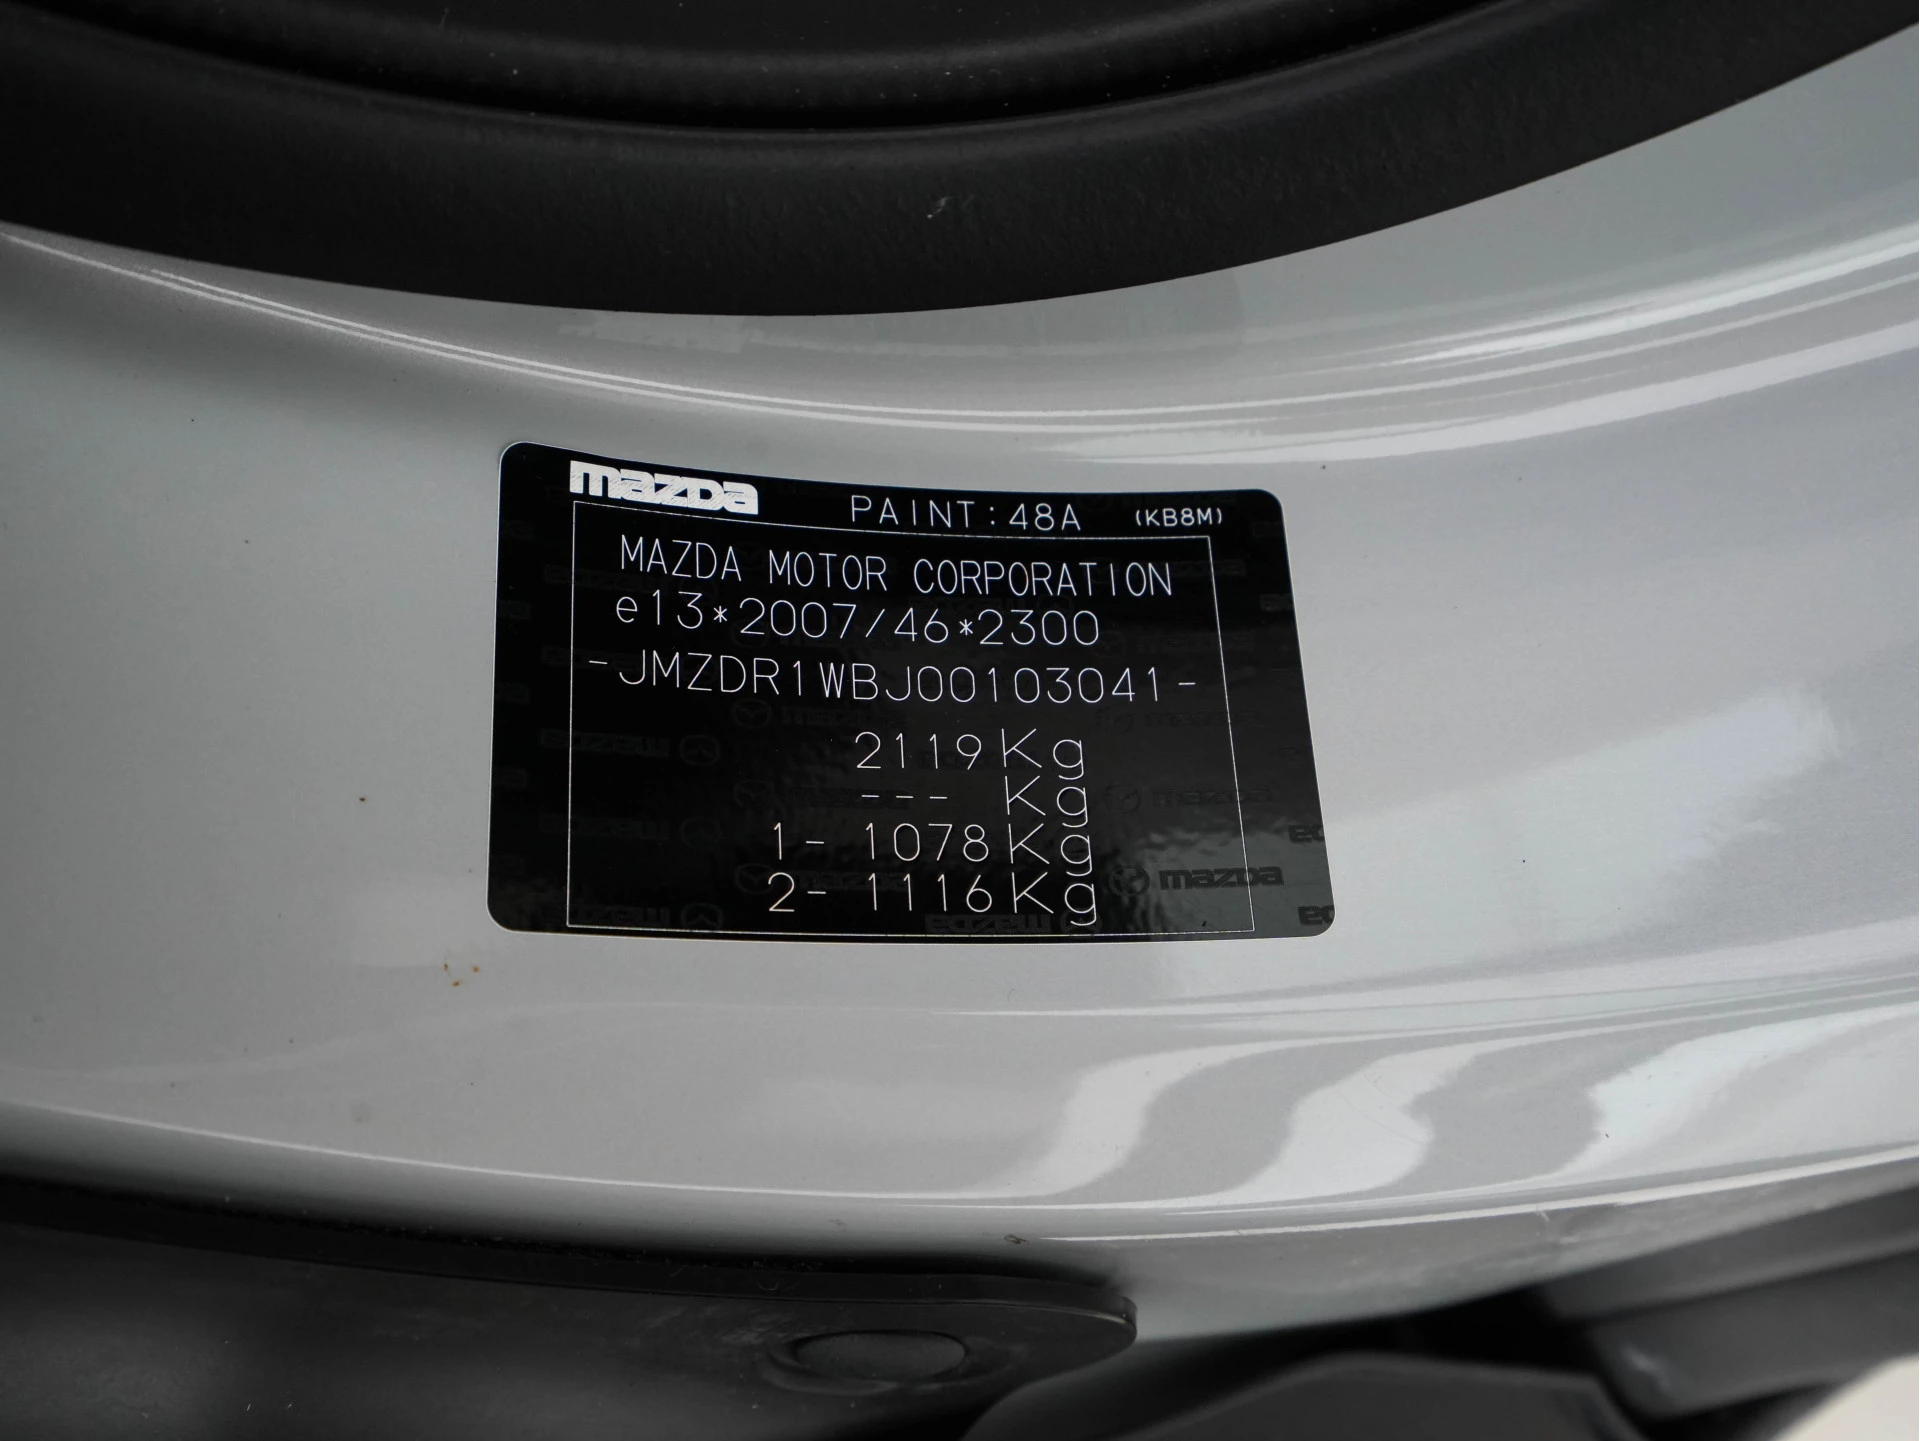 mazda PAINT:48A (KB8M)
MAZDA MOTOR CORPORATION
e13*2007/46*2300
-JMZDR1WBJ00103041-
2119Kg
--- Kg
1- 1078Kg
2- 1116Kg